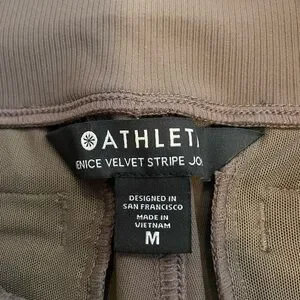 ATHLET
ENICE VELVET STRIPE JO
DESIGNED IN
SAN FRANCISCO
MADE IN
VIETNAM
M